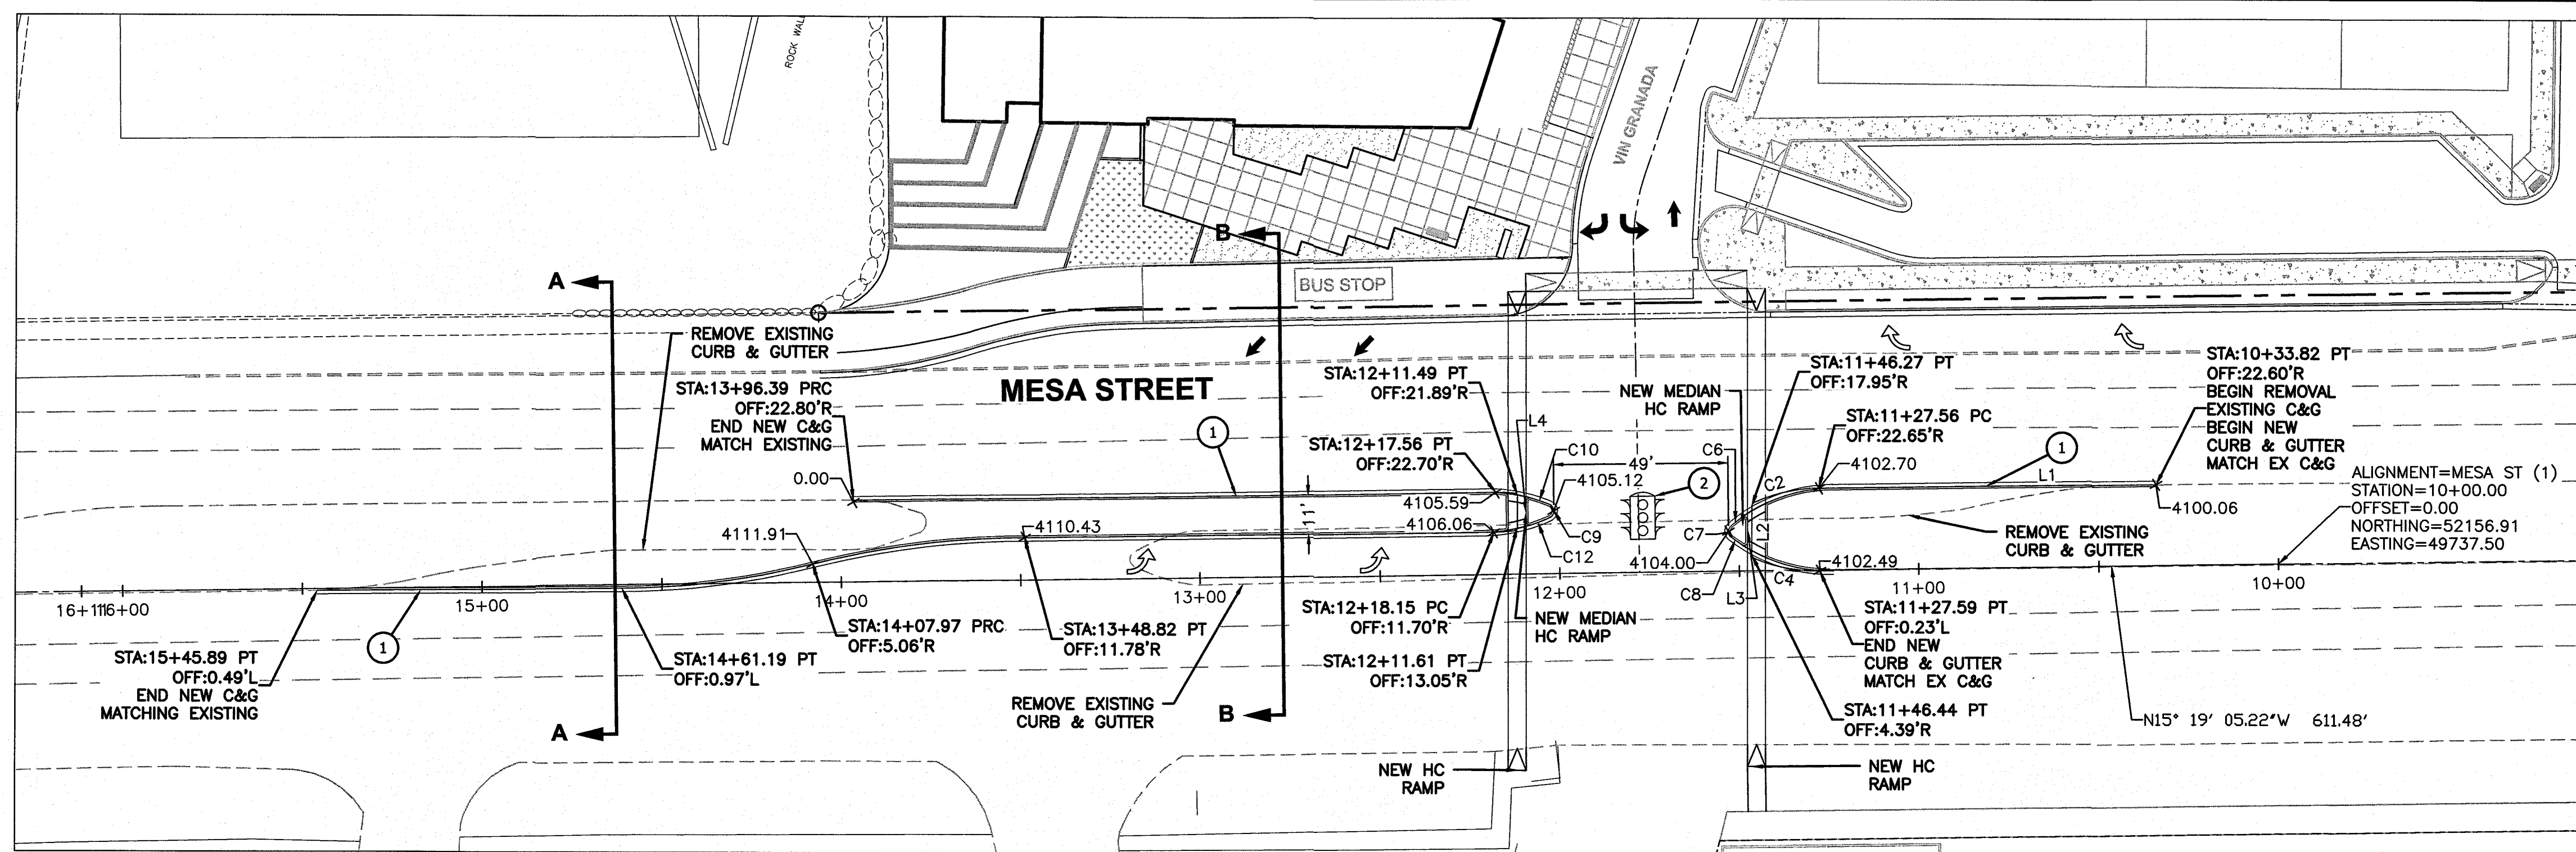 ROCK WAL
VIN GRANADA
B
BUS STOP
A
REMOVE EXISTING
CURB & GUTTER
MESA STREET
STA:13+96.39 PRC
OFF:22.80'R
END NEW C&G
MATCH EXISTING
0.00
1
STA:12+11.49 PT
OFF:21.89'R
L4
STA:12+17.56 PT
OFF:22.70'R
C10
49'
C6
NEW MEDIAN
HC RAMP
STA:11+46.27 PT
OFF:17.95'R
STA:11+27.56 PC
OFF:22.65'R
4102.70
1
L1
STA:10+33.82 PT
OFF:22.60'R
BEGIN REMOVAL
EXISTING C&G
BEGIN NEW
CURB & GUTTER
MATCH EX C&G
4100.06
ALIGNMENT=MESA ST (1)
STATION=10+00.00
OFFSET=0.00
NORTHING=52156.91
EASTING=49737.50
4105.59
4105.12
11'
4106.06
2
C2
L2
C7
C9
C12
4104.00
REMOVE EXISTING
CURB & GUTTER
4111.91
4110.43
4102.49
C4
C8
L3
16+11
16+00
15+00
14+00
13+00
12+00
11+00
10+00
1
STA:15+45.89 PT
OFF:0.49'L
END NEW C&G
MATCHING EXISTING
STA:14+61.19 PT
OFF:0.97'L
STA:14+07.97 PRC
OFF:5.06'R
STA:13+48.82 PT
OFF:11.78'R
STA:12+18.15 PC
OFF:11.70'R
NEW MEDIAN
HC RAMP
STA:12+11.61 PT
OFF:13.05'R
STA:11+27.59 PT
OFF:0.23'L
END NEW
CURB & GUTTER
MATCH EX C&G
REMOVE EXISTING
CURB & GUTTER
B
A
STA:11+46.44 PT
OFF:4.39'R
N15° 19' 05.22"W 611.48'
NEW HC
RAMP
NEW HC
RAMP